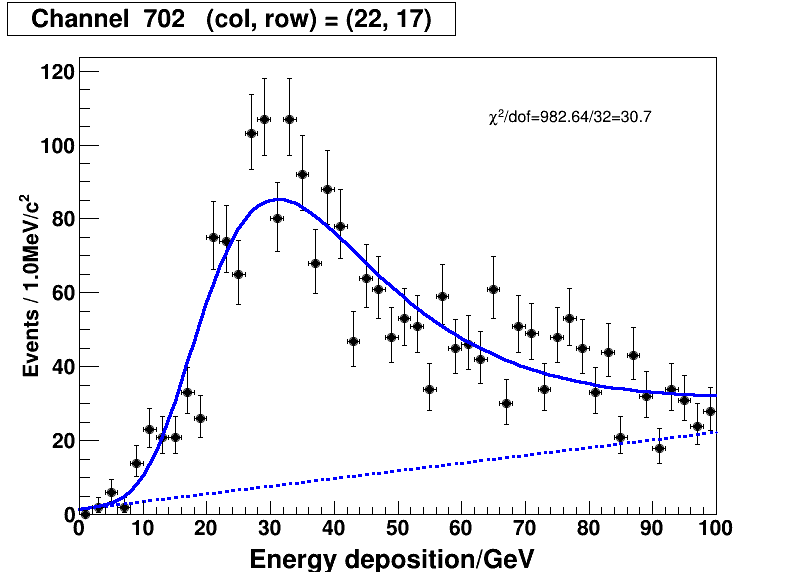 Channel 702 (col, row) = (22, 17)
120
χ²/dof=982.64/32=30.7
100
80
60
40
20
0
Events / 1.0MeV/c²
0 10 20 30 40 50 60 70 80 90 100
Energy deposition/GeV